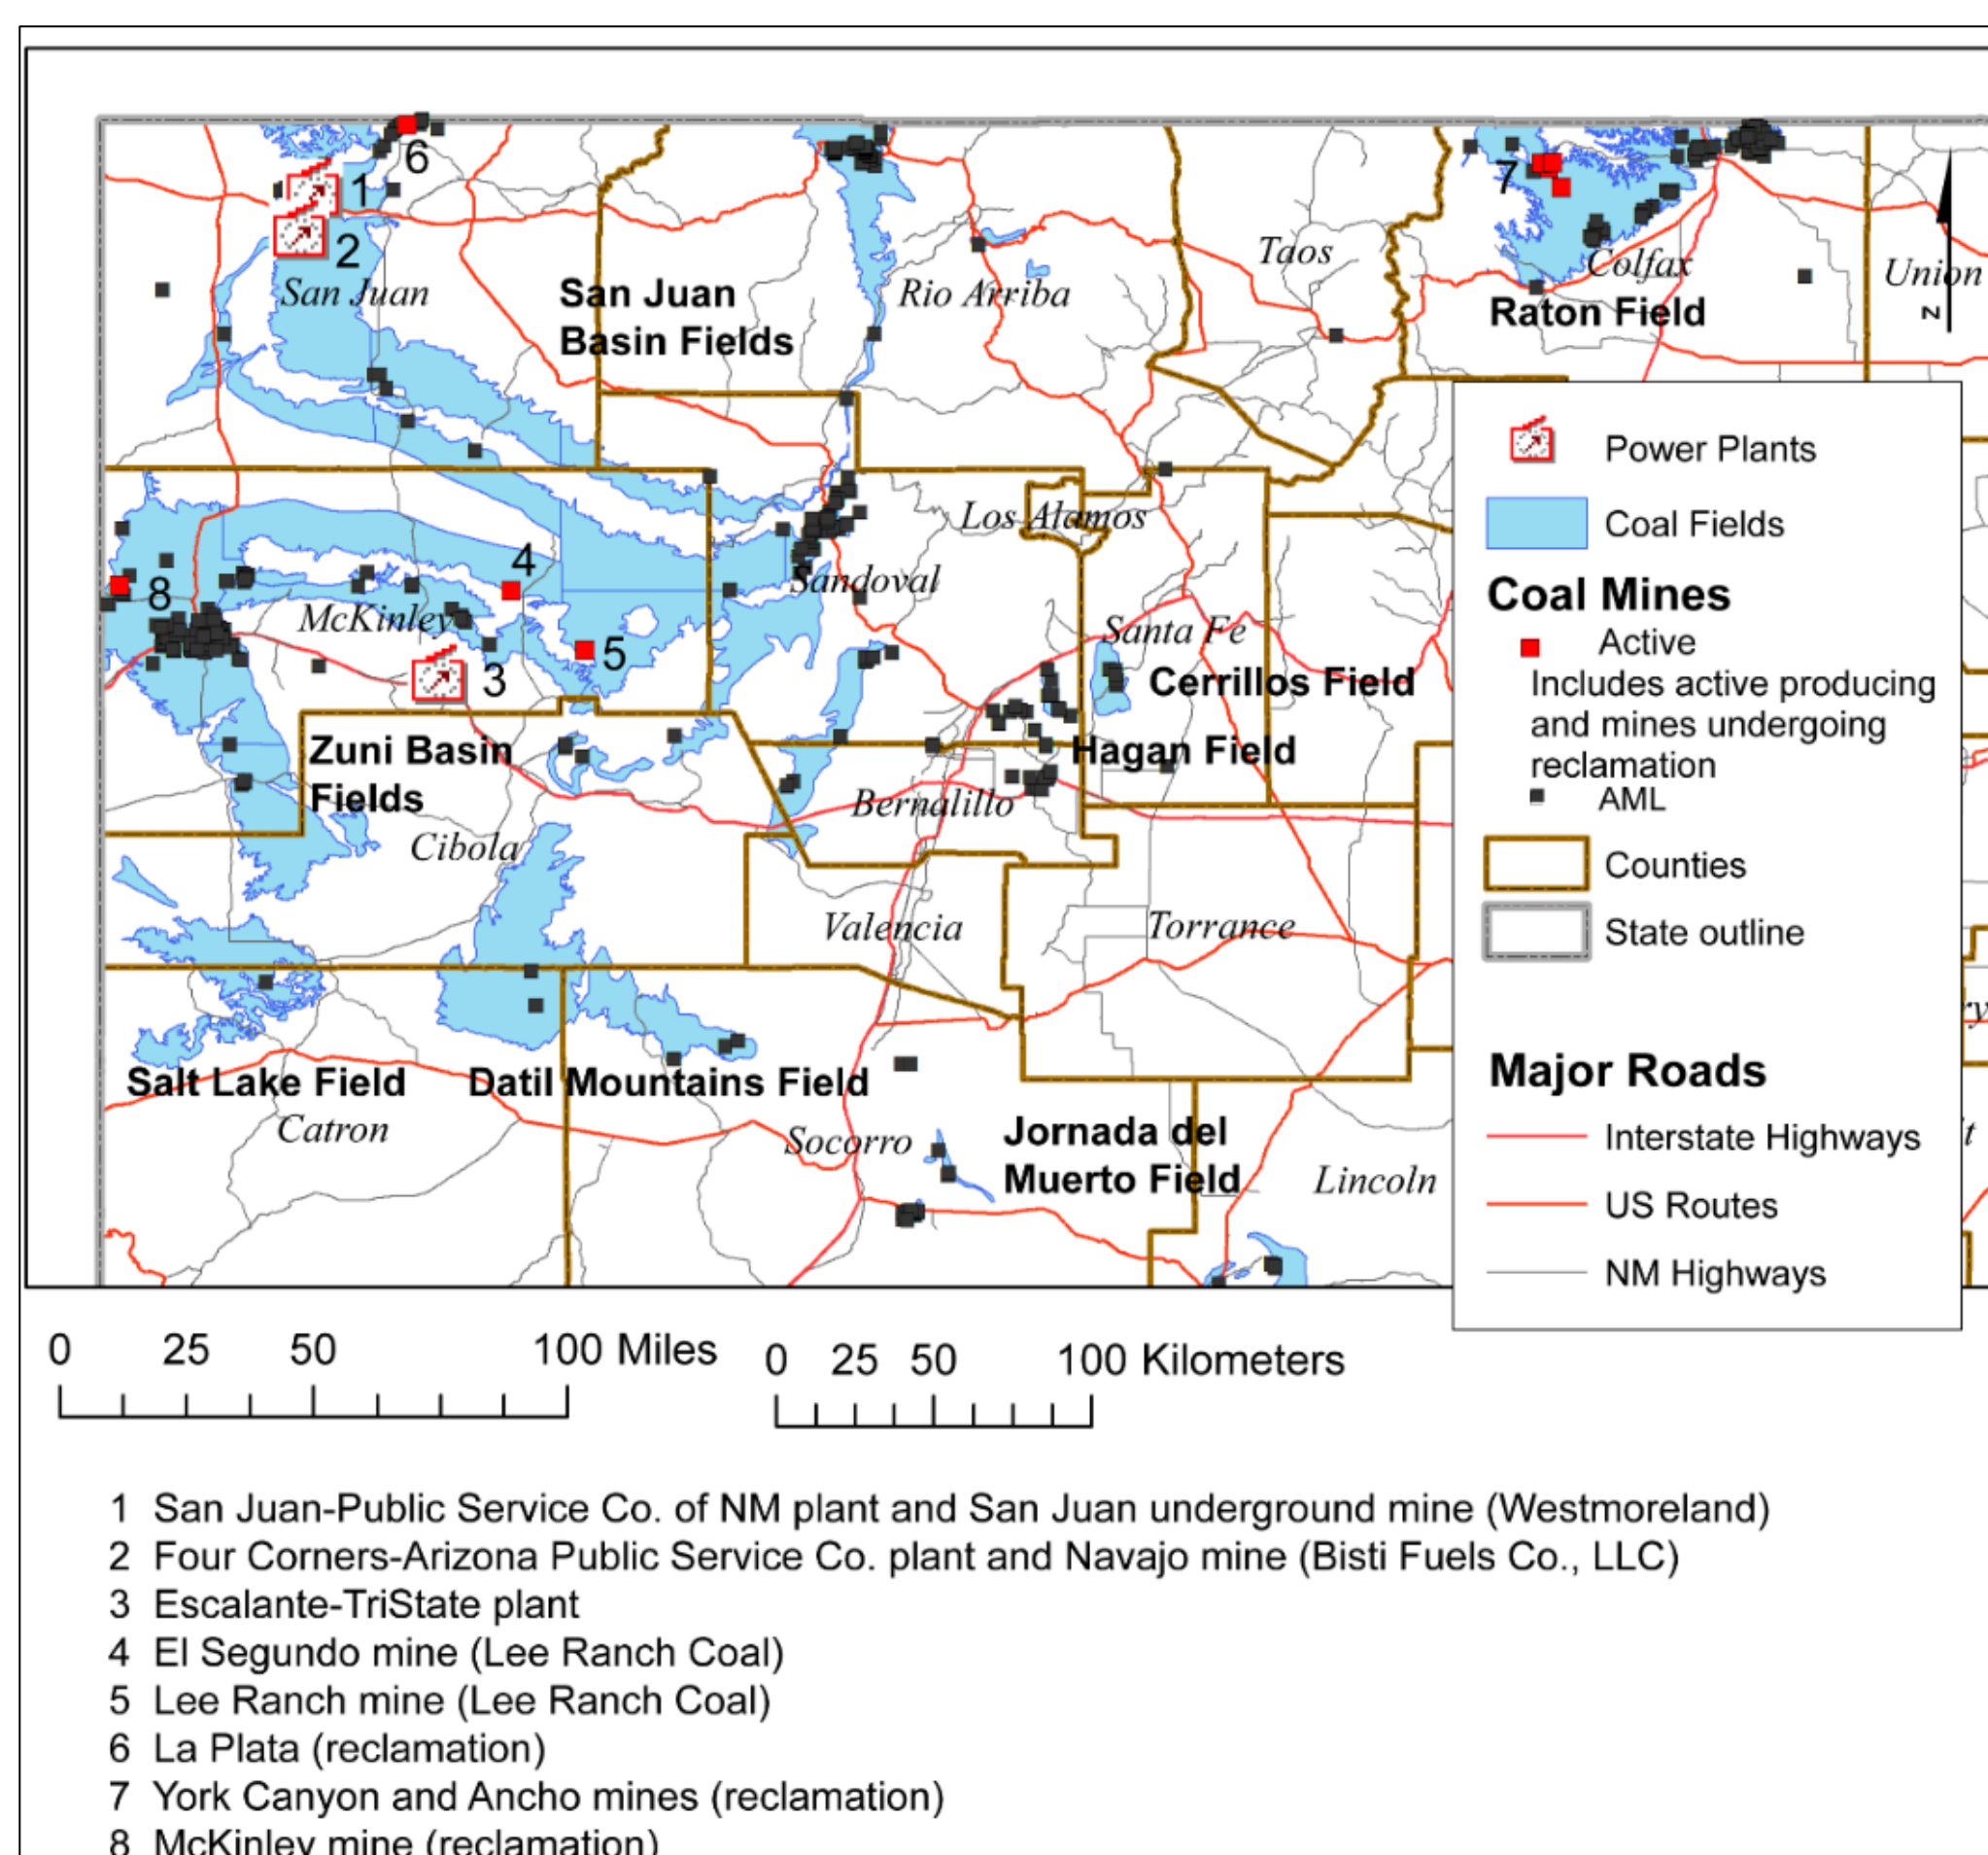 6
1
2
San Juan
San Juan
Basin Fields
Rio Arriba
Taos
7
Colfax
Raton Field
Union
N
Los Alamos
4
8
McKinley
5
3
Sandoval
Santa Fe
Cerrillos Field
Zuni Basin
Fields
Hagan Field
Bernalillo
Cibola
Valencia
Torrance
Salt Lake Field
Datil Mountains Field
Catron
Socorro
Jornada del
Muerto Field
Lincoln
Power Plants
Coal Fields
Coal Mines
Active
Includes active producing
and mines undergoing
reclamation
AML
Counties
State outline
Major Roads
Interstate Highways
US Routes
NM Highways
0 25 50 100 Miles
0 25 50 100 Kilometers
1 San Juan-Public Service Co. of NM plant and San Juan underground mine (Westmoreland)
2 Four Corners-Arizona Public Service Co. plant and Navajo mine (Bisti Fuels Co., LLC)
3 Escalante-TriState plant
4 El Segundo mine (Lee Ranch Coal)
5 Lee Ranch mine (Lee Ranch Coal)
6 La Plata (reclamation)
7 York Canyon and Ancho mines (reclamation)
8 McKinley mine (reclamation)